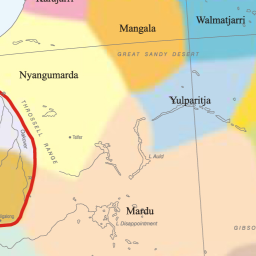 Karajarri
Walmatjarri
Mangala
GREAT SANDY DESERT
Nyangumarda
Yulparitja
THROSSELL RANGE
Telfer
L. Auld
Mardu
L. Disappointment
GIBSO